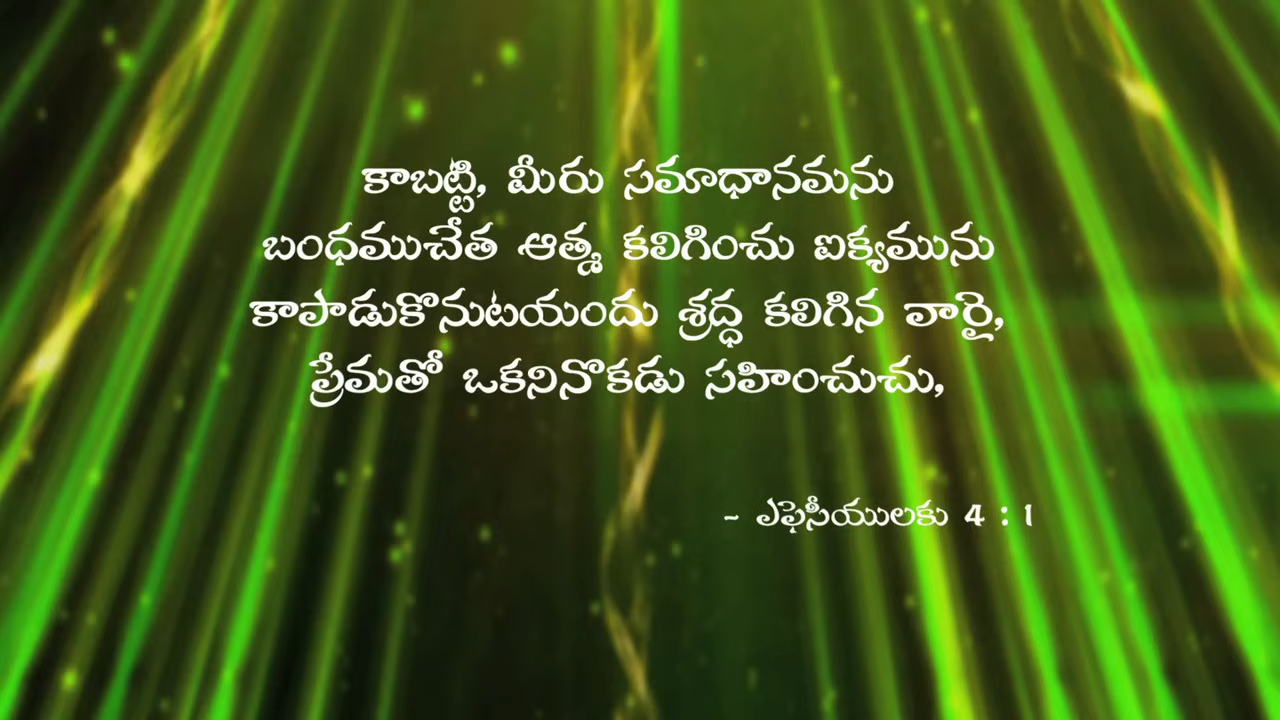 కాబట్టి, మీరు సమాధానమను
బంధముచేత ఆత్మ కలిగించు ఐక్యమును
కాపాడుకొనుటయందు శ్రద్ధ కలిగిన వారై,
ప్రేమతో ఒకనినొకడు సహించుచు,
- ఎఫెసీయులకు 4 : 1